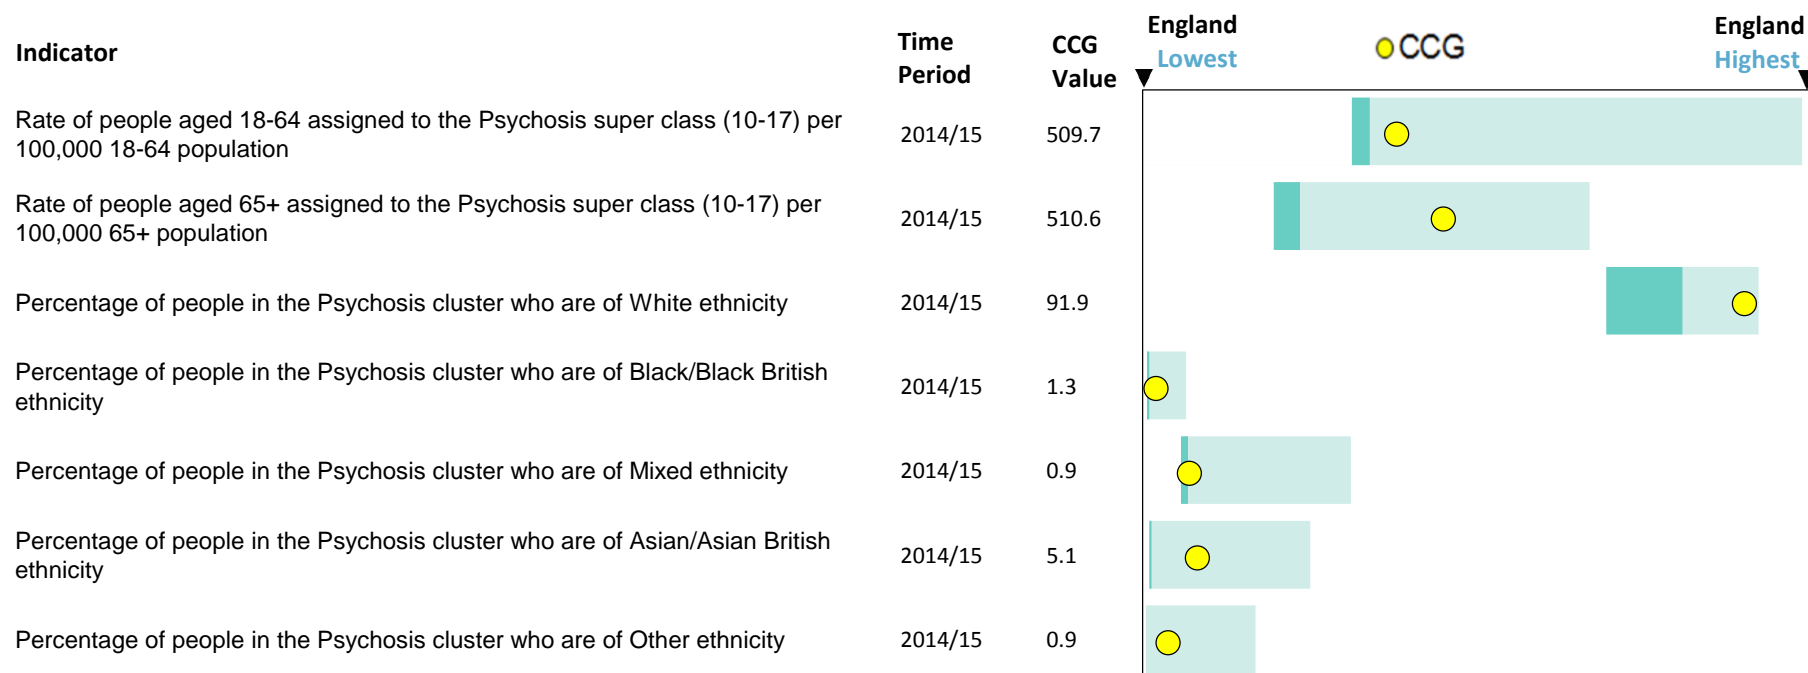 Indicator
Time Period
CCG Value
England Lowest
CCG
England Highest
Rate of people aged 18-64 assigned to the Psychosis super class (10-17) per
100,000 18-64 population
2014/15
509.7
Rate of people aged 65+ assigned to the Psychosis super class (10-17) per
100,000 65+ population
2014/15
510.6
Percentage of people in the Psychosis cluster who are of White ethnicity
2014/15
91.9
Percentage of people in the Psychosis cluster who are of Black/Black British
ethnicity
2014/15
1.3
Percentage of people in the Psychosis cluster who are of Mixed ethnicity
2014/15
0.9
Percentage of people in the Psychosis cluster who are of Asian/Asian British
ethnicity
2014/15
5.1
Percentage of people in the Psychosis cluster who are of Other ethnicity
2014/15
0.9